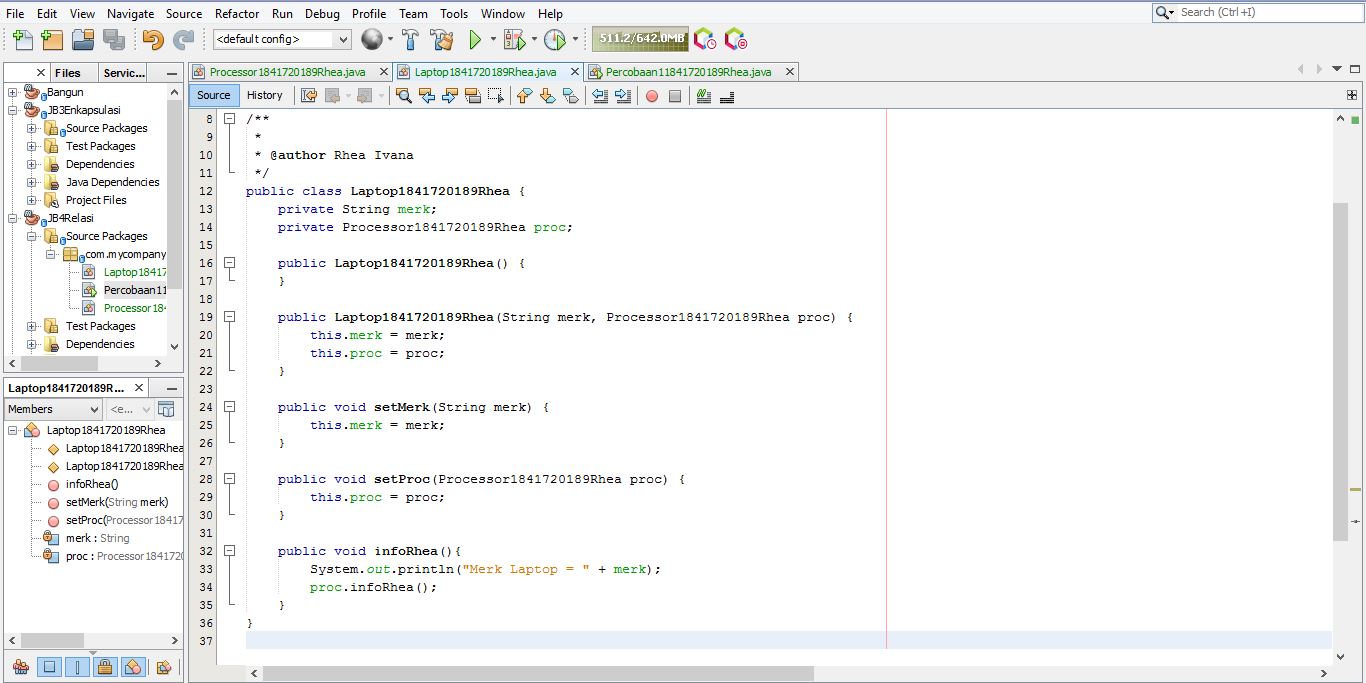 File Edit View Navigate Source Refactor Run Debug Profile Team Tools Window Help
Search (Ctrl+I)
<default config>
511.2/642.0MB
Files Servic...
Processor1841720189Rhea.java Laptop1841720189Rhea.java Percobaan11841720189Rhea.java
Source History
Bangun
JB3Enkapsulasi
Source Packages
Test Packages
Dependencies
Java Dependencies
Project Files
JB4Relasi
Source Packages
com.mycompany
Laptop18417
Percobaan11
Processor184
Test Packages
Dependencies
Laptop1841720189R...
Members <e...
Laptop1841720189Rhea
Laptop1841720189Rhea
Laptop1841720189Rhea
infoRhea()
setMerk(String merk)
setProc(Processor18417
merk : String
proc : Processor1841720
8 /**
9 *
10 * @author Rhea Ivana
11 */
12 public class Laptop1841720189Rhea {
13 private String merk;
14 private Processor1841720189Rhea proc;
15
16 public Laptop1841720189Rhea() {
17 }
18
19 public Laptop1841720189Rhea(String merk, Processor1841720189Rhea proc) {
20 this.merk = merk;
21 this.proc = proc;
22 }
23
24 public void setMerk(String merk) {
25 this.merk = merk;
26 }
27
28 public void setProc(Processor1841720189Rhea proc) {
29 this.proc = proc;
30 }
31
32 public void infoRhea(){
33 System.out.println("Merk Laptop = " + merk);
34 proc.infoRhea();
35 }
36 }
37